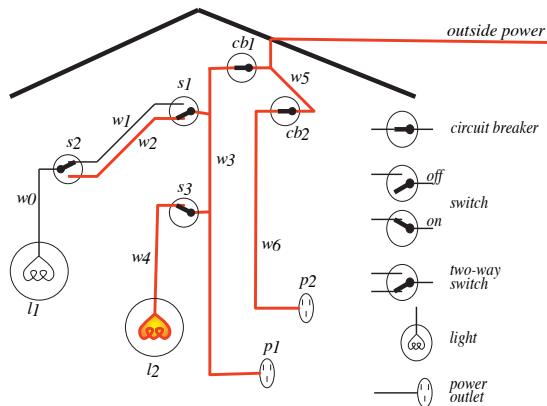 outside power
cb1
w5
s1
cb2
w1
w2
s2
w3
w0
s3
w4
w6
l1
l2
p2
p1
circuit breaker
off
switch
on
two-way
switch
light
power
outlet